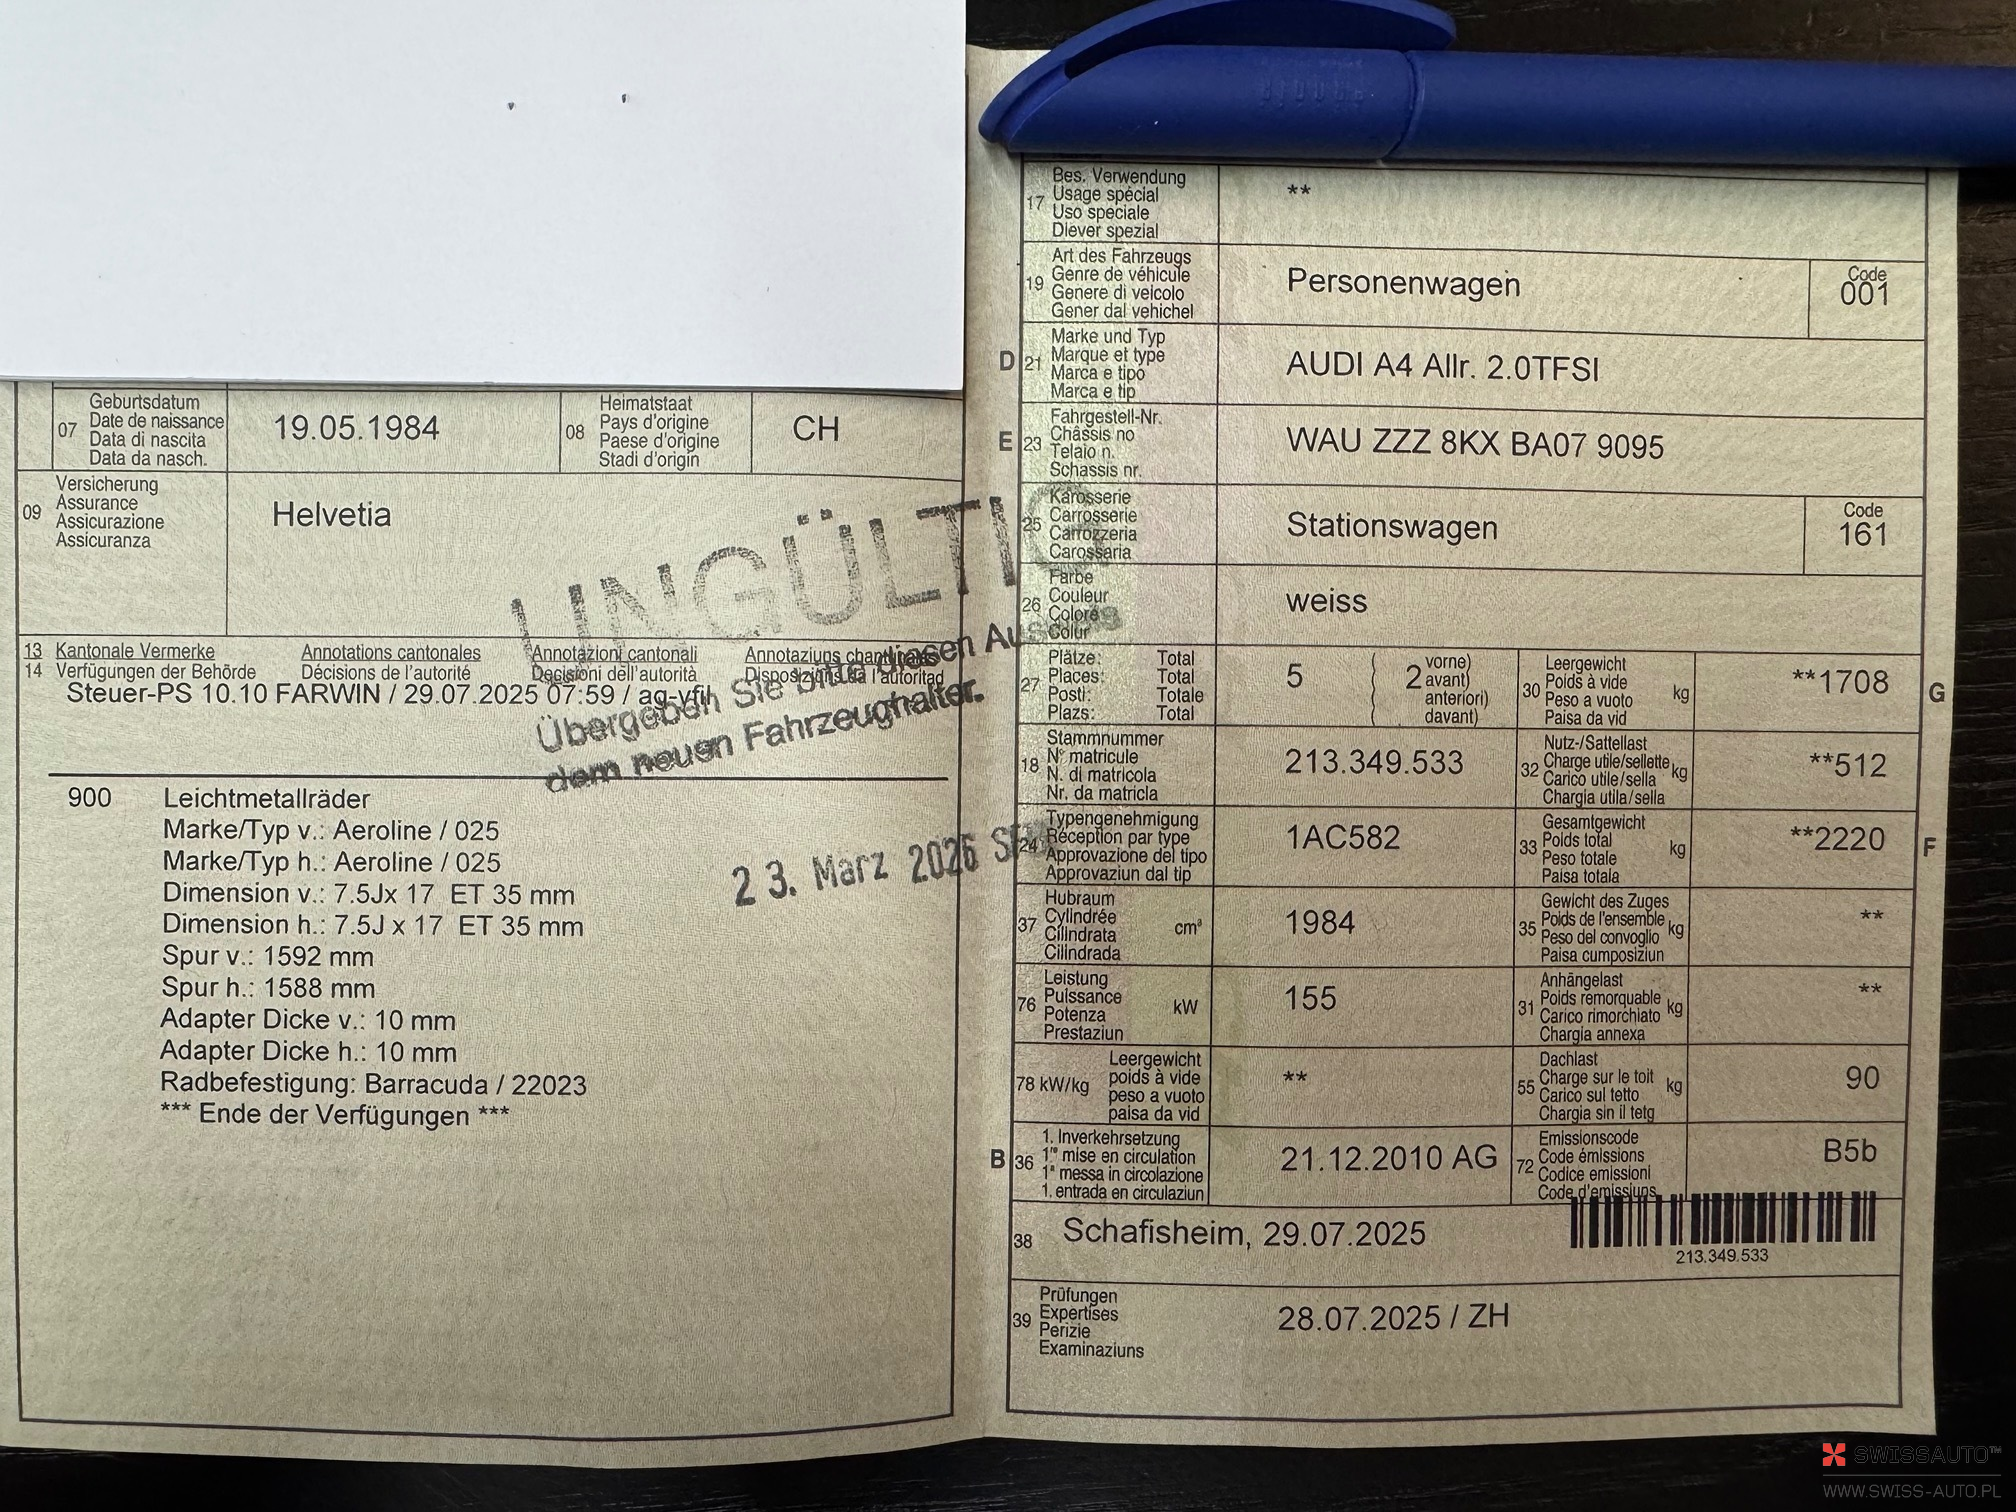 07
Geburtsdatum
Date de naissance
Data di nascita
Data da nasch.
19.05.1984
08
Heimatstaat
Pays d'origine
Paese d'origine
Stadi d'origin
CH
09
Versicherung
Assurance
Assicurazione
Assicuranza
Helvetia
UNGÜLTIG
13 Kantonale Vermerke Annotations cantonales Annotazioni cantonali Annotaziuns chantunalas
14 Verfügungen der Behörde Décisions de l'autorité Decisioni dell'autorità Disposiziuns da l'autoritad
Steuer-PS 10.10 FARWIN / 29.07.2025 07:59 / ag-vfih
Übergeben Sie bitte diesen Ausweis
dem neuen Fahrzeughalter.
23. März 2026
900 Leichtmetallräder
Marke/Typ v.: Aeroline / 025
Marke/Typ h.: Aeroline / 025
Dimension v.: 7.5Jx 17 ET 35 mm
Dimension h.: 7.5J x 17 ET 35 mm
Spur v.: 1592 mm
Spur h.: 1588 mm
Adapter Dicke v.: 10 mm
Adapter Dicke h.: 10 mm
Radbefestigung: Barracuda / 22023
*** Ende der Verfügungen ***
17
Bes. Verwendung
Usage spécial
Uso speciale
Diever spezial
**
19
Art des Fahrzeugs
Genre de véhicule
Genere di veicolo
Gener dal vehichel
Personenwagen
Code
001
D 21
Marke und Typ
Marque et type
Marca e tipo
Marca e tip
AUDI A4 Allr. 2.0TFSI
E 23
Fahrgestell-Nr.
Châssis no
Telaio n.
Schassis nr.
WAU ZZZ 8KX BA07 9095
25
Karosserie
Carrosserie
Carrozzeria
Carossaria
Stationswagen
Code
161
26
Farbe
Couleur
Colore
Colur
weiss
27
Plätze: Total
Places: Total
Posti: Totale
Plazs: Total
5
2
vorne)
avant)
anteriori)
davant)
30
Leergewicht
Poids à vide
Peso a vuoto
Paisa da vid
kg
**1708
G
18
Stammnummer
N° matricule
N. di matricola
Nr. da matricla
213.349.533
32
Nutz-/Sattellast
Charge utile/sellette
Carico utile/sella
Chargia utila/sella
kg
**512
24
Typengenehmigung
Réception par type
Approvazione del tipo
Approvaziun dal tip
1AC582
33
Gesamtgewicht
Poids total
Peso totale
Paisa totala
kg
**2220
F
37
Hubraum
Cylindrée
Cilindrata
Cilindrada
cm³
1984
35
Gewicht des Zuges
Poids de l'ensemble
Peso del convoglio
Paisa cumposiziun
kg
**
76
Leistung
Puissance
Potenza
Prestaziun
kW
155
31
Anhängelast
Poids remorquable
Carico rimorchiato
Chargia annexa
kg
**
78 kW/kg
Leergewicht
poids à vide
peso a vuoto
paisa da vid
**
55
Dachlast
Charge sur le toit
Carico sul tetto
Chargia sin il tetg
kg
90
B 36
1. Inverkehrsetzung
1re mise en circulation
1a messa in circolazione
1. entrada en circulaziun
21.12.2010 AG
72
Emissionscode
Code émissions
Codice emissioni
Code d'emissiuns
B5b
38
Schafisheim, 29.07.2025
213.349.533
39
Prüfungen
Expertises
Perizie
Examinaziuns
28.07.2025 / ZH
SWISSAUTO™
WWW.SWISS-AUTO.PL